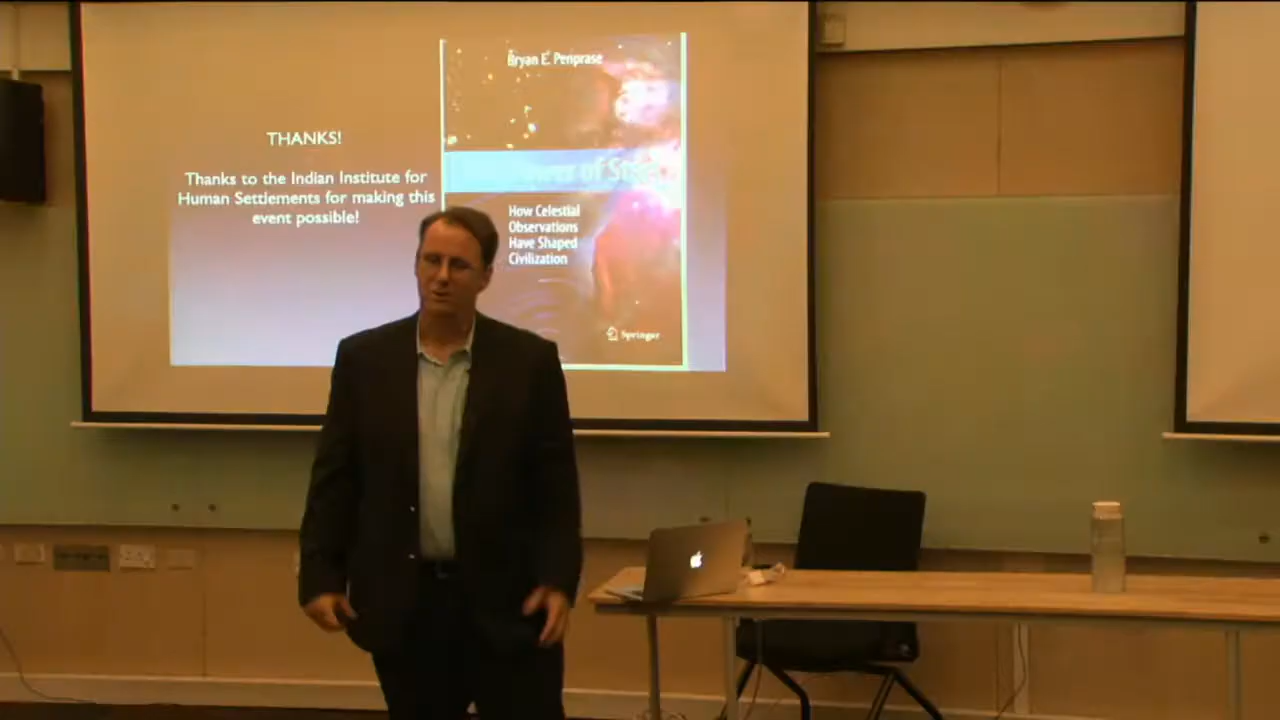 THANKS!
Thanks to the Indian Institute for
Human Settlements for making this
event possible!
Bryan E. Penprase
of
How Celestial
Observations
Have Shaped
Civilization
Springer